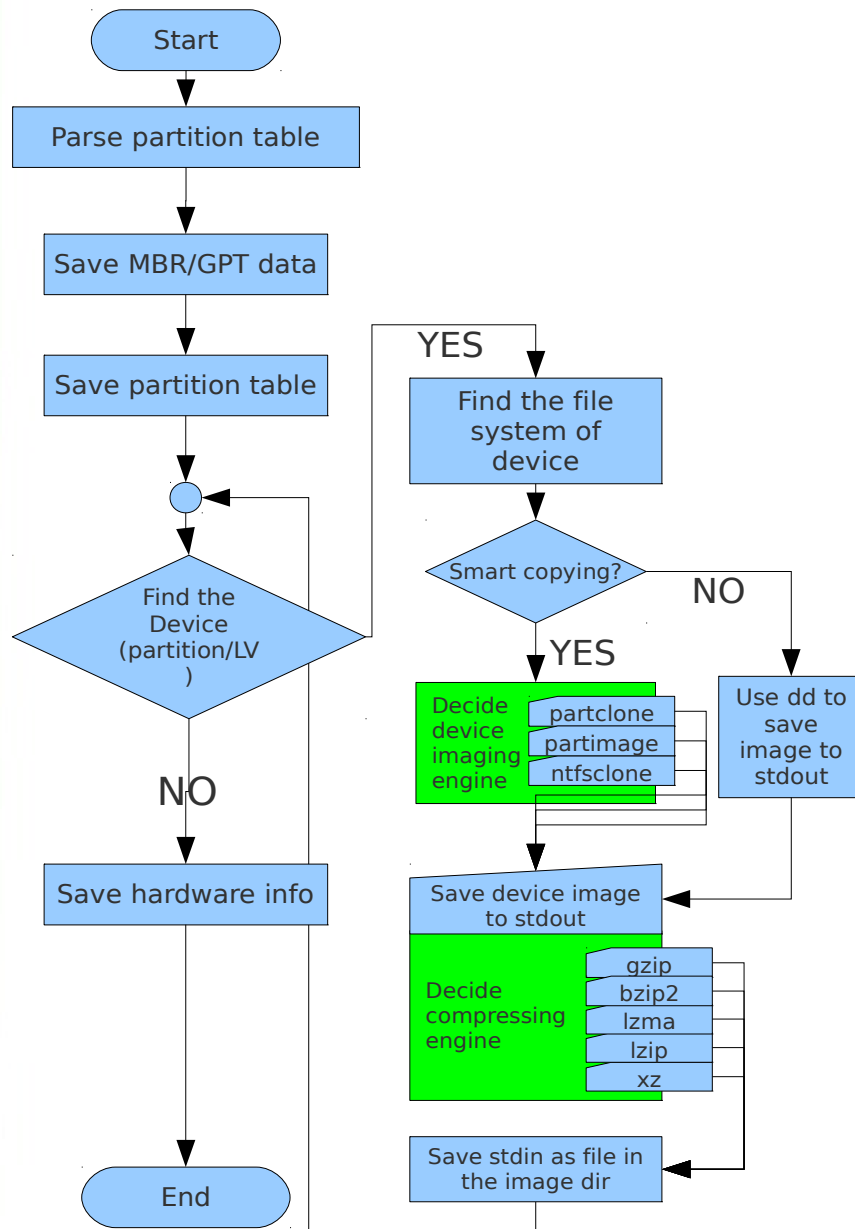 Start
Parse partition table
Save MBR/GPT data
Save partition table
Find the
Device
(partition/LV
)
NO
Save hardware info
End
YES
Find the file
system of
device
Smart copying?
NO
YES
Decide
device
imaging
engine
partclone
partimage
ntfsclone
Use dd to
save
image to
stdout
Save device image
to stdout
Decide
compressing
engine
gzip
bzip2
lzma
lzip
xz
Save stdin as file in
the image dir